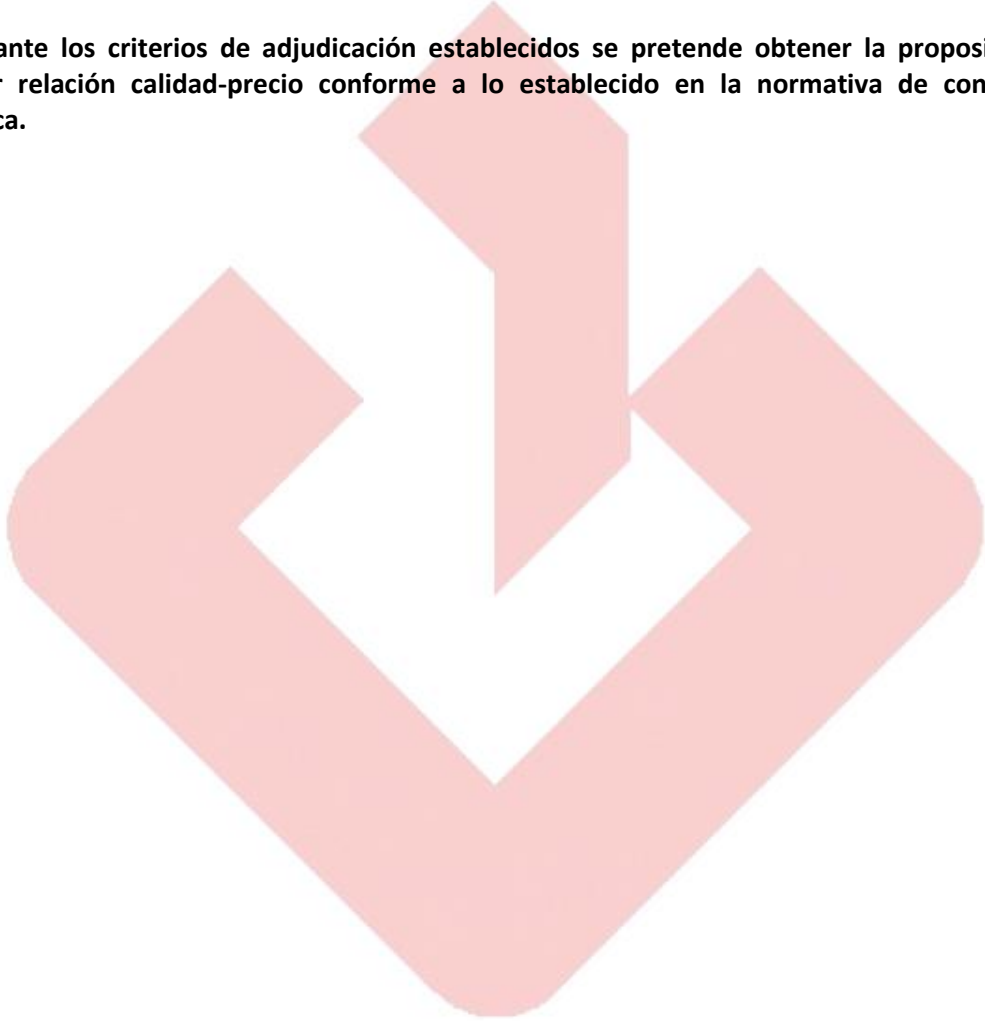 ante los criterios de adjudicación establecidos se pretende obtener la proposi
r relación calidad-precio conforme a lo establecido en la normativa de con
ca.